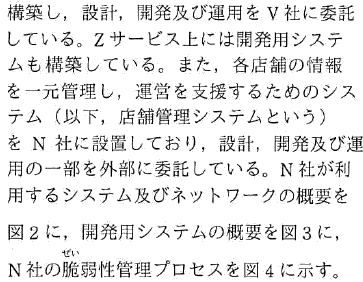 構築し，設計，開発及び運用をV社に委託
している。Zサービス上には開発用システ
ムも構築している。また，各店舗の情報
を一元管理し，運営を支援するためのシス
テム（以下，店舗管理システムという）
を N 社に設置しており，設計，開発及び運
用の一部を外部に委託している。N社が利
用するシステム及びネットワークの概要を
図2に，開発用システムの概要を図3に，
ぜい
N社の脆弱性管理プロセスを図4に示す。